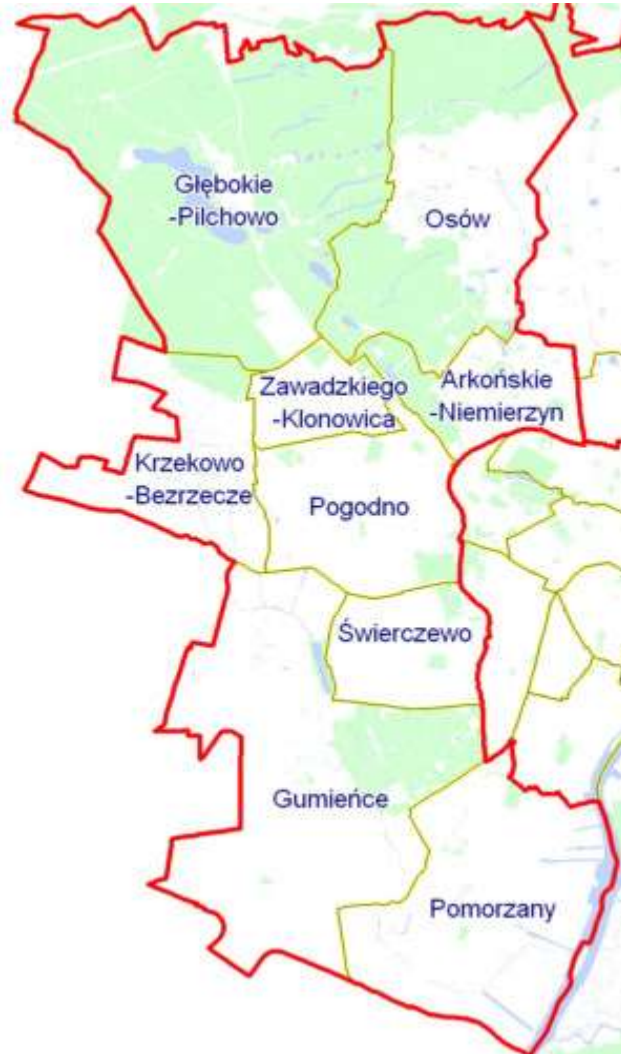 Głębokie
-Pilchowo
Osów
Zawadzkiego
-Klonowica
Arkońskie
-Niemierzyn
Krzekowo
-Bezrzecze
Pogodno
Świerczewo
Gumieńce
Pomorzany